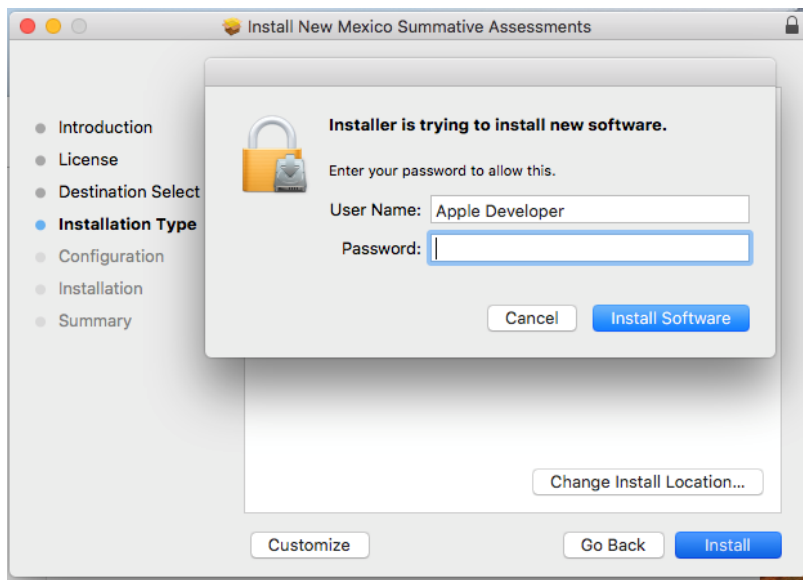 Install New Mexico Summative Assessments
Introduction
License
Destination Select
Installation Type
Configuration
Installation
Summary
Installer is trying to install new software.
Enter your password to allow this.
User Name: Apple Developer
Password:
Cancel Install Software
Change Install Location...
Customize Go Back Install